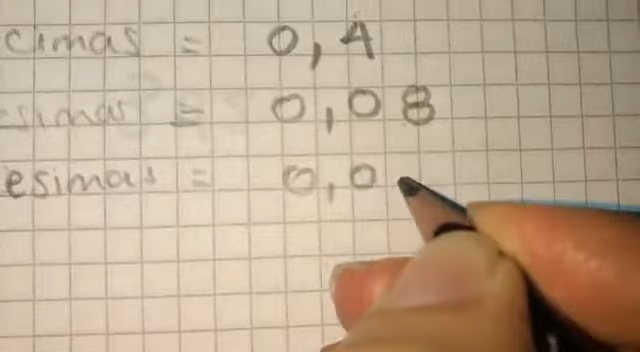 cimas = 0,4
esimas = 0,08
esimas = 0,0